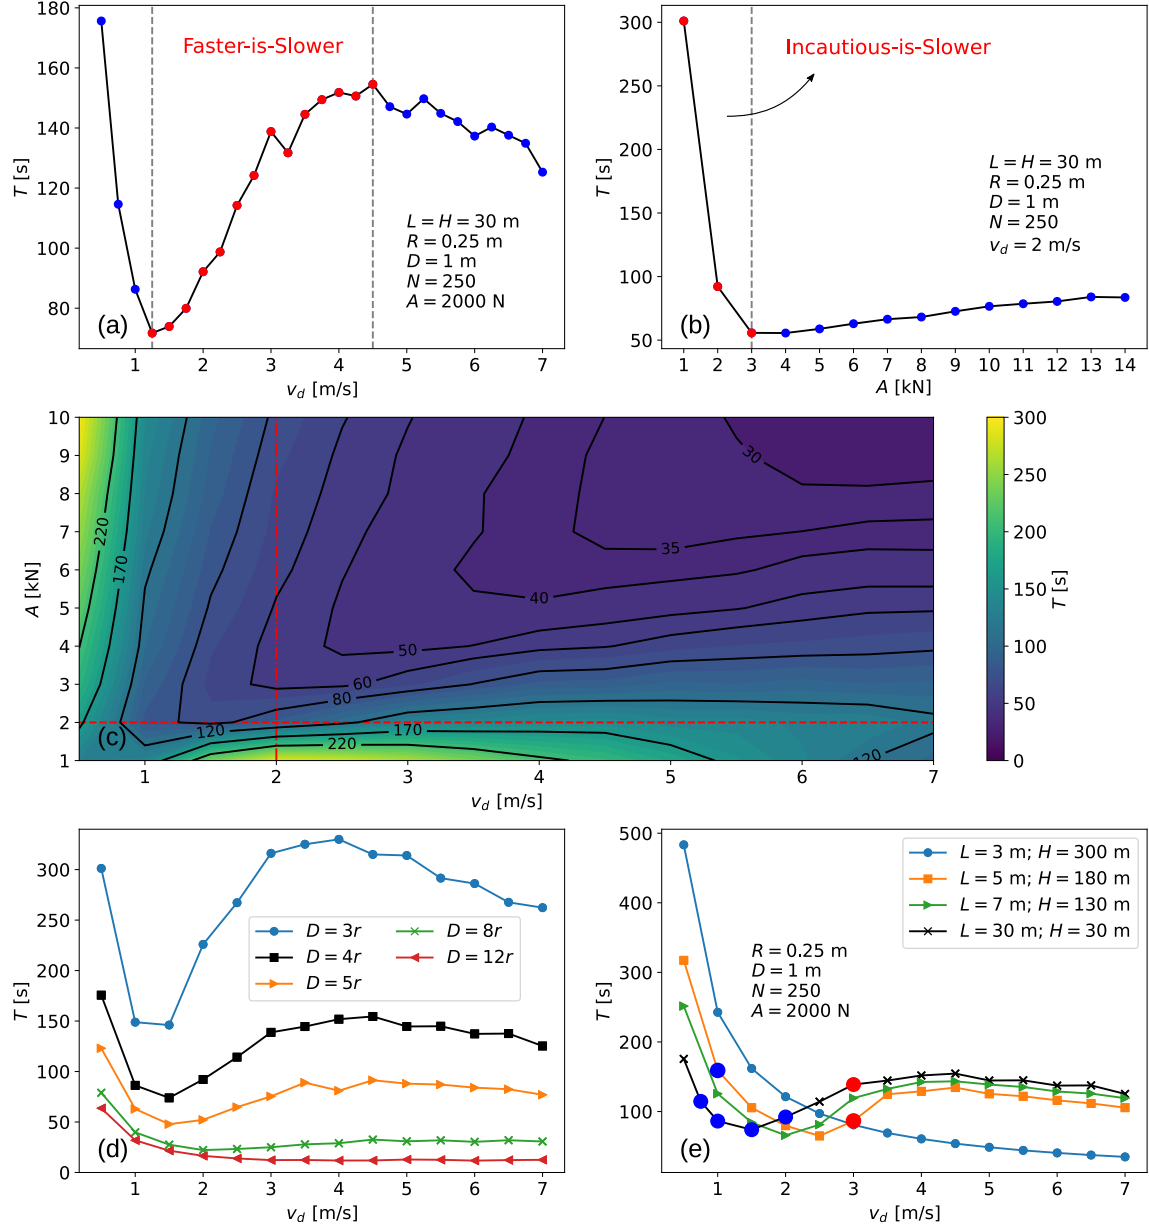 180
160
140
120
100
80
T [s]
Faster-is-Slower
L = H = 30 m
R = 0.25 m
D = 1 m
N = 250
A = 2000 N
(a)
1 2 3 4 5 6 7
v_d [m/s]
300
250
200
150
100
50
T [s]
Incautious-is-Slower
L = H = 30 m
R = 0.25 m
D = 1 m
N = 250
v_d = 2 m/s
(b)
1 2 3 4 5 6 7 8 9 10 11 12 13 14
A [kN]
10
9
8
7
6
5
4
3
2
1
A [kN]
220
170
30
35
40
50
60
80
120
170
220
120
(c)
1 2 3 4 5 6 7
v_d [m/s]
300
250
200
150
100
50
0
T [s]
300
250
200
150
100
50
0
T [s]
D = 3r
D = 4r
D = 5r
D = 8r
D = 12r
(d)
1 2 3 4 5 6 7
v_d [m/s]
500
400
300
200
100
T [s]
L = 3 m; H = 300 m
L = 5 m; H = 180 m
L = 7 m; H = 130 m
L = 30 m; H = 30 m
R = 0.25 m
D = 1 m
N = 250
A = 2000 N
(e)
1 2 3 4 5 6 7
v_d [m/s]